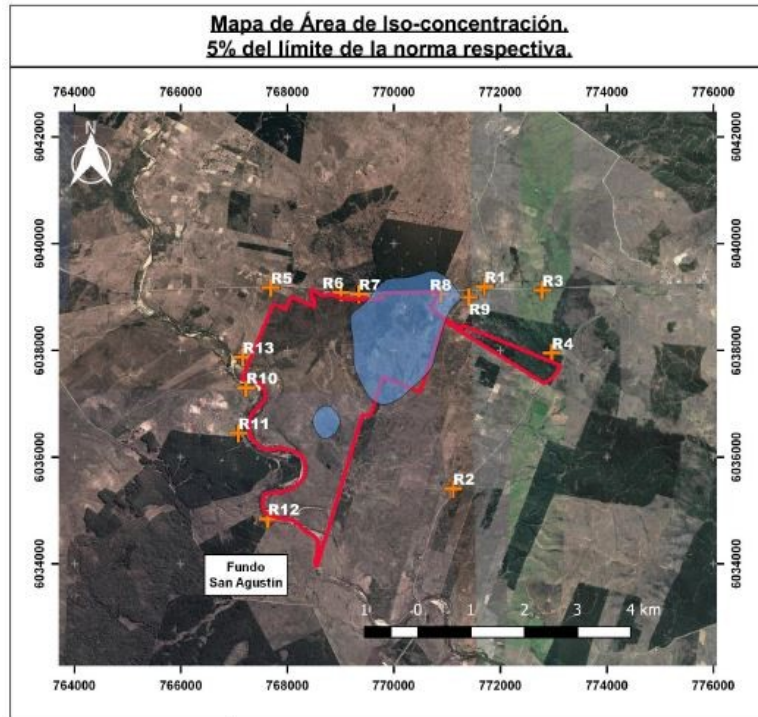 Mapa de Área de Iso-concentración.
5% del límite de la norma respectiva.
764000 766000 768000 770000 772000 774000 776000
N
6042000 6042000
6040000 6040000
R5 R6 R7 R8 R1 R3
R9
R4
6038000 6038000
R13
R10
R11
6036000 6036000
R2
R12
6034000 6034000
Fundo
San Agustín
1 0 1 2 3 4 km
764000 766000 768000 770000 772000 774000 776000